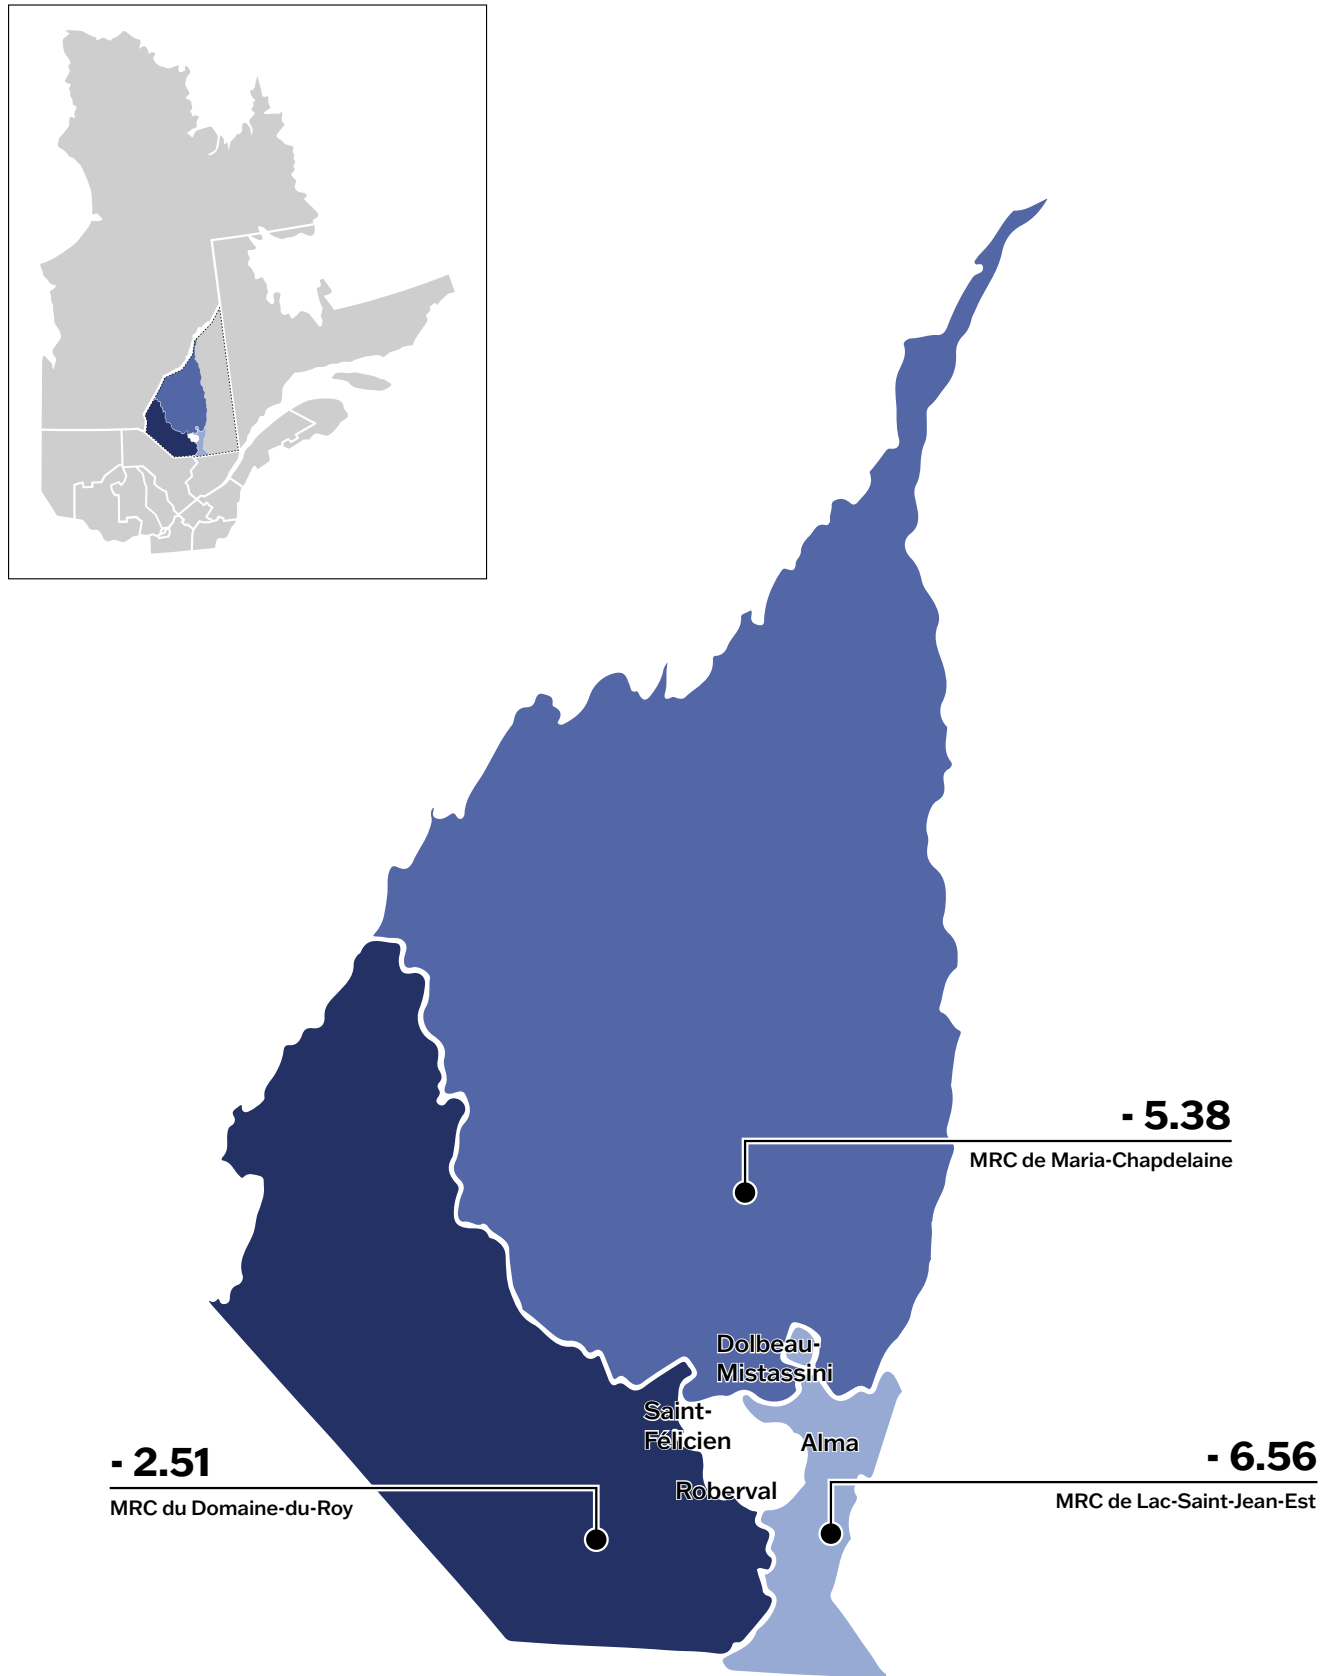 - 5.38
MRC de Maria-Chapdelaine
Dolbeau-
Mistassini
Saint-
Félicien
Alma
Roberval
- 2.51
MRC du Domaine-du-Roy
- 6.56
MRC de Lac-Saint-Jean-Est